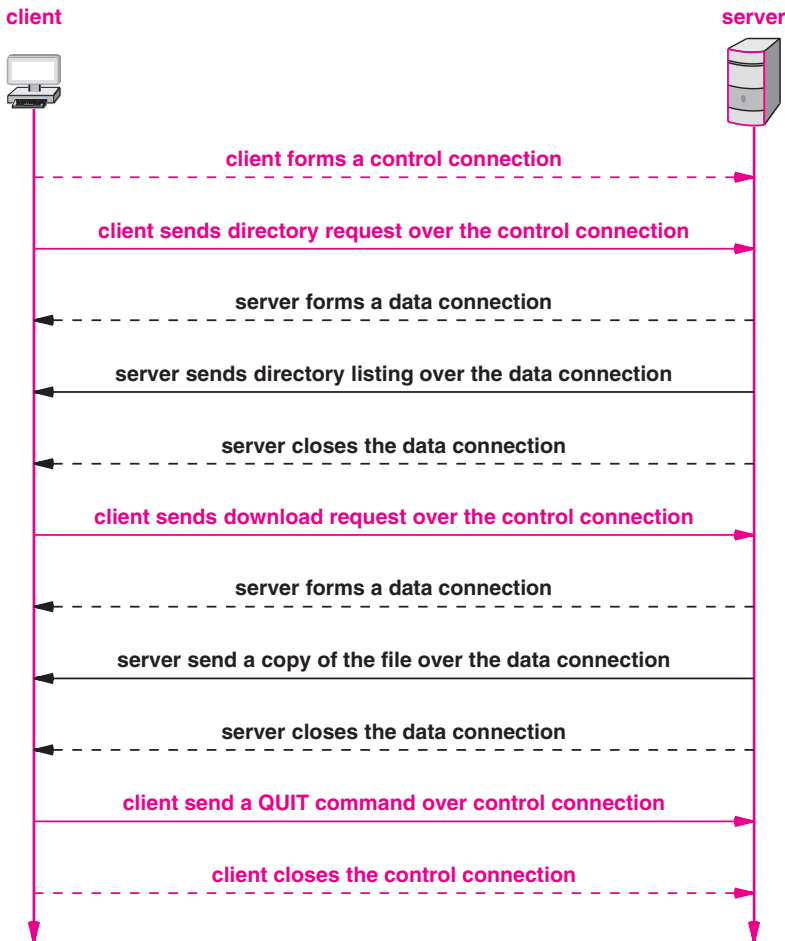 client
server
client forms a control connection
client sends directory request over the control connection
server forms a data connection
server sends directory listing over the data connection
server closes the data connection
client sends download request over the control connection
server forms a data connection
server send a copy of the file over the data connection
server closes the data connection
client send a QUIT command over control connection
client closes the control connection